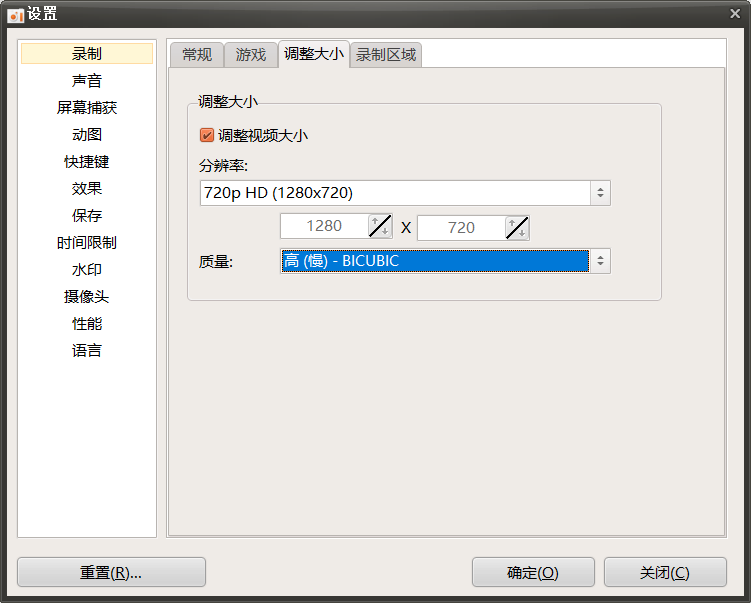 设置
录制
声音
屏幕捕获
动图
快捷键
效果
保存
时间限制
水印
摄像头
性能
语言
常规 游戏 调整大小 录制区域
调整大小
调整视频大小
分辨率:
720p HD (1280x720)
1280 X 720
质量: 高 (慢) - BICUBIC
重置(R)... 确定(O) 关闭(C)